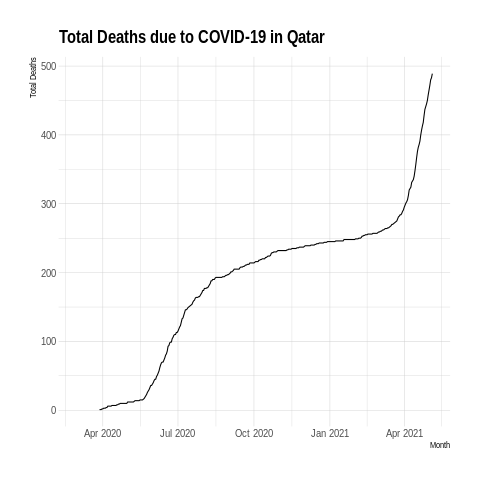 Total Deaths due to COVID-19 in Qatar
Total Deaths
500
400
300
200
100
0
Apr 2020 Jul 2020 Oct 2020 Jan 2021 Apr 2021
Month